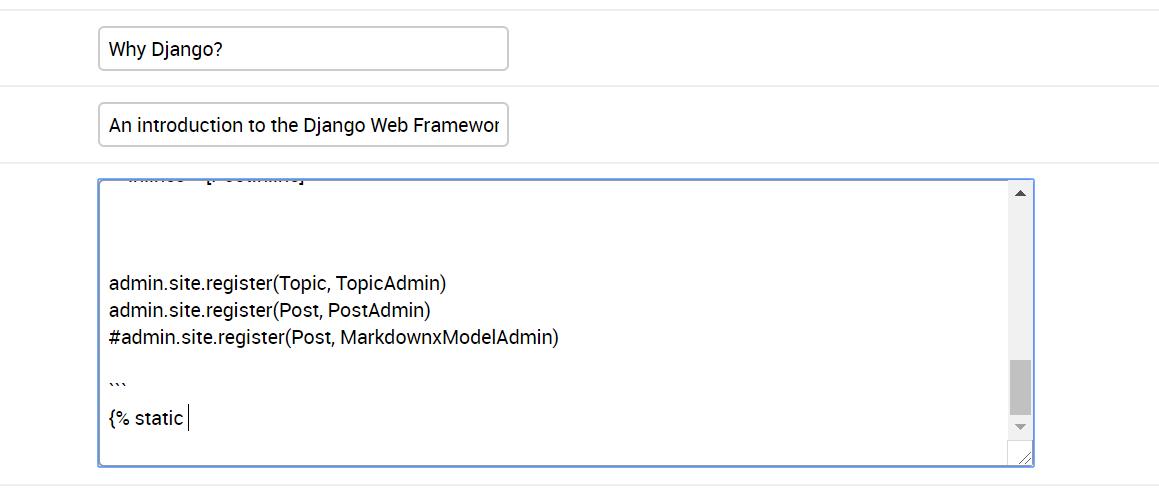 Why Django?
An introduction to the Django Web Framewor
admin.site.register(Topic, TopicAdmin)
admin.site.register(Post, PostAdmin)
#admin.site.register(Post, MarkdownxModelAdmin)
```
{% static